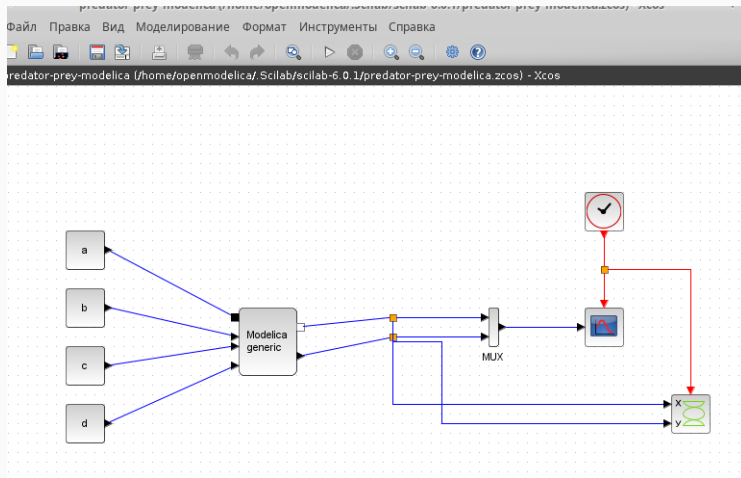 predator-prey-modelica (/home/openmodelica/.Scilab/scilab-6.0.1/predator-prey-modelica.zcos) - Xcos
Файл Правка Вид Моделирование Формат Инструменты Справка
predator-prey-modelica (/home/openmodelica/.Scilab/scilab-6.0.1/predator-prey-modelica.zcos) - Xcos
a
b
Modelica
generic
c
MUX
d
X
У